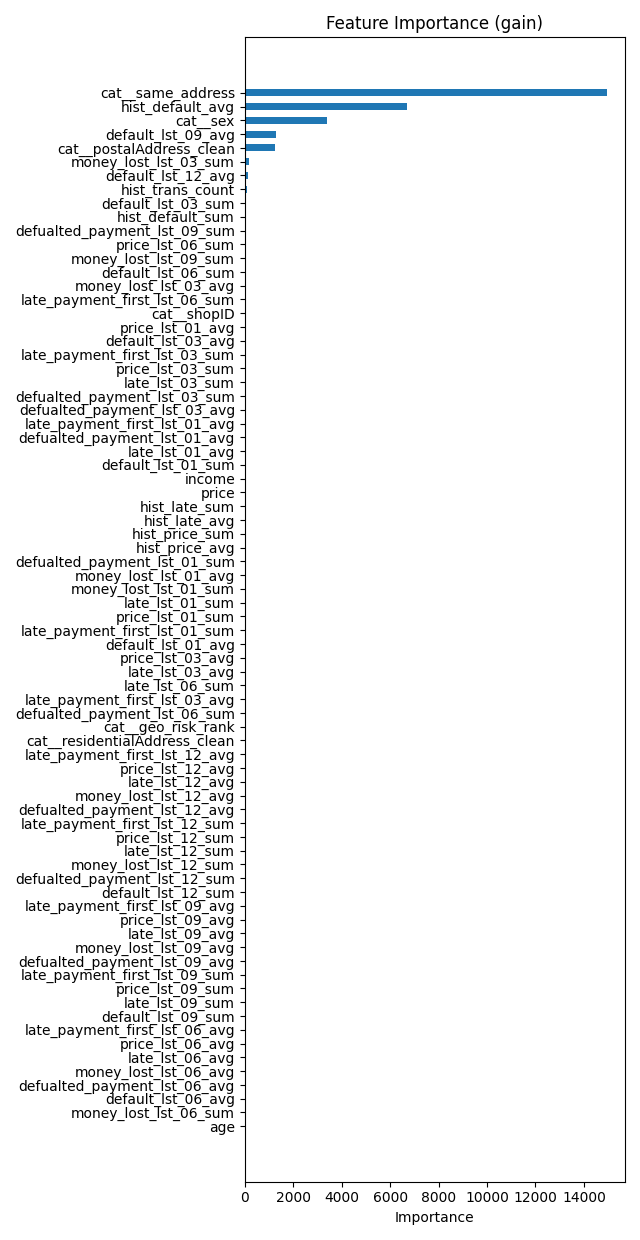 Feature Importance (gain)
cat__same_address
hist_default_avg
cat__sex
default_lst_09_avg
cat__postalAddress_clean
money_lost_lst_03_sum
default_lst_12_avg
hist_trans_count
default_lst_03_sum
hist_default_sum
defualted_payment_lst_09_sum
price_lst_06_sum
money_lost_lst_09_sum
default_lst_06_sum
money_lost_lst_03_avg
late_payment_first_lst_06_sum
cat__shopID
price_lst_01_avg
default_lst_03_avg
late_payment_first_lst_03_sum
price_lst_03_sum
late_lst_03_sum
defualted_payment_lst_03_sum
defualted_payment_lst_03_avg
late_payment_first_lst_01_avg
defualted_payment_lst_01_avg
late_lst_01_avg
default_lst_01_sum
income
price
hist_late_sum
hist_late_avg
hist_price_sum
hist_price_avg
defualted_payment_lst_01_sum
money_lost_lst_01_avg
money_lost_lst_01_sum
late_lst_01_sum
price_lst_01_sum
late_payment_first_lst_01_sum
default_lst_01_avg
price_lst_03_avg
late_lst_03_avg
late_lst_06_sum
late_payment_first_lst_03_avg
defualted_payment_lst_06_sum
cat__geo_risk_rank
cat__residentialAddress_clean
late_payment_first_lst_12_avg
price_lst_12_avg
late_lst_12_avg
money_lost_lst_12_avg
defualted_payment_lst_12_avg
late_payment_first_lst_12_sum
price_lst_12_sum
late_lst_12_sum
money_lost_lst_12_sum
defualted_payment_lst_12_sum
default_lst_12_sum
late_payment_first_lst_09_avg
price_lst_09_avg
late_lst_09_avg
money_lost_lst_09_avg
defualted_payment_lst_09_avg
late_payment_first_lst_09_sum
price_lst_09_sum
late_lst_09_sum
default_lst_09_sum
late_payment_first_lst_06_avg
price_lst_06_avg
late_lst_06_avg
money_lost_lst_06_avg
defualted_payment_lst_06_avg
default_lst_06_avg
money_lost_lst_06_sum
age
0 2000 4000 6000 8000 10000 12000 14000
Importance